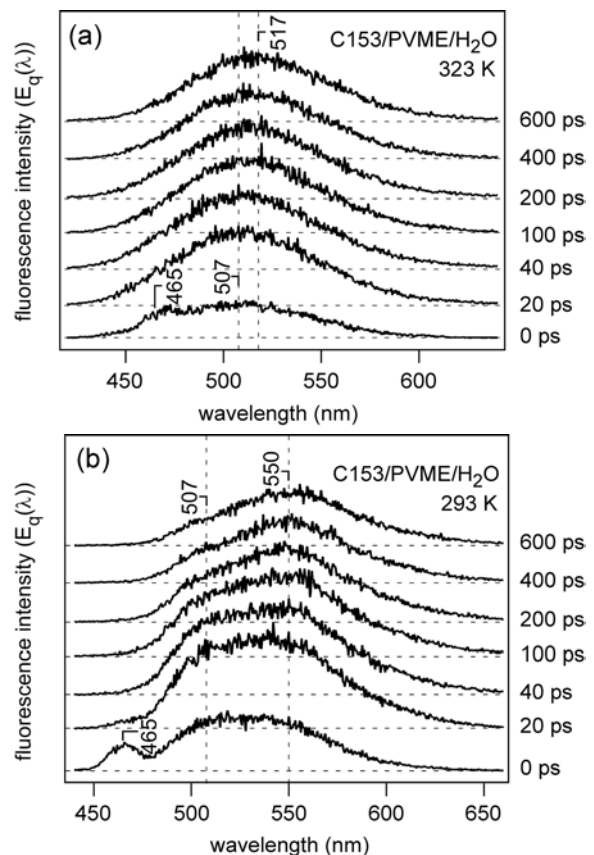 (a)
517
C153/PVME/H2O
323 K
fluorescence intensity (Eq(λ))
600 ps
400 ps
200 ps
100 ps
40 ps
20 ps
0 ps
465
507
450 500 550 600
wavelength (nm)
(b)
507
550
C153/PVME/H2O
293 K
fluorescence intensity (Eq(λ))
600 ps
400 ps
200 ps
100 ps
40 ps
20 ps
0 ps
465
450 500 550 600 650
wavelength (nm)